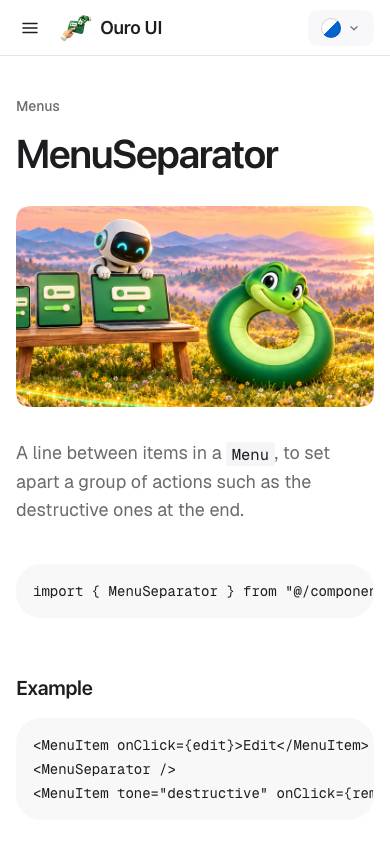 Ouro UI
Menus
MenuSeparator
A line between items in a Menu, to set
apart a group of actions such as the
destructive ones at the end.
import { MenuSeparator } from "@/componen
Example
<MenuItem onClick={edit}>Edit</MenuItem>
<MenuSeparator />
<MenuItem tone="destructive" onClick={rem